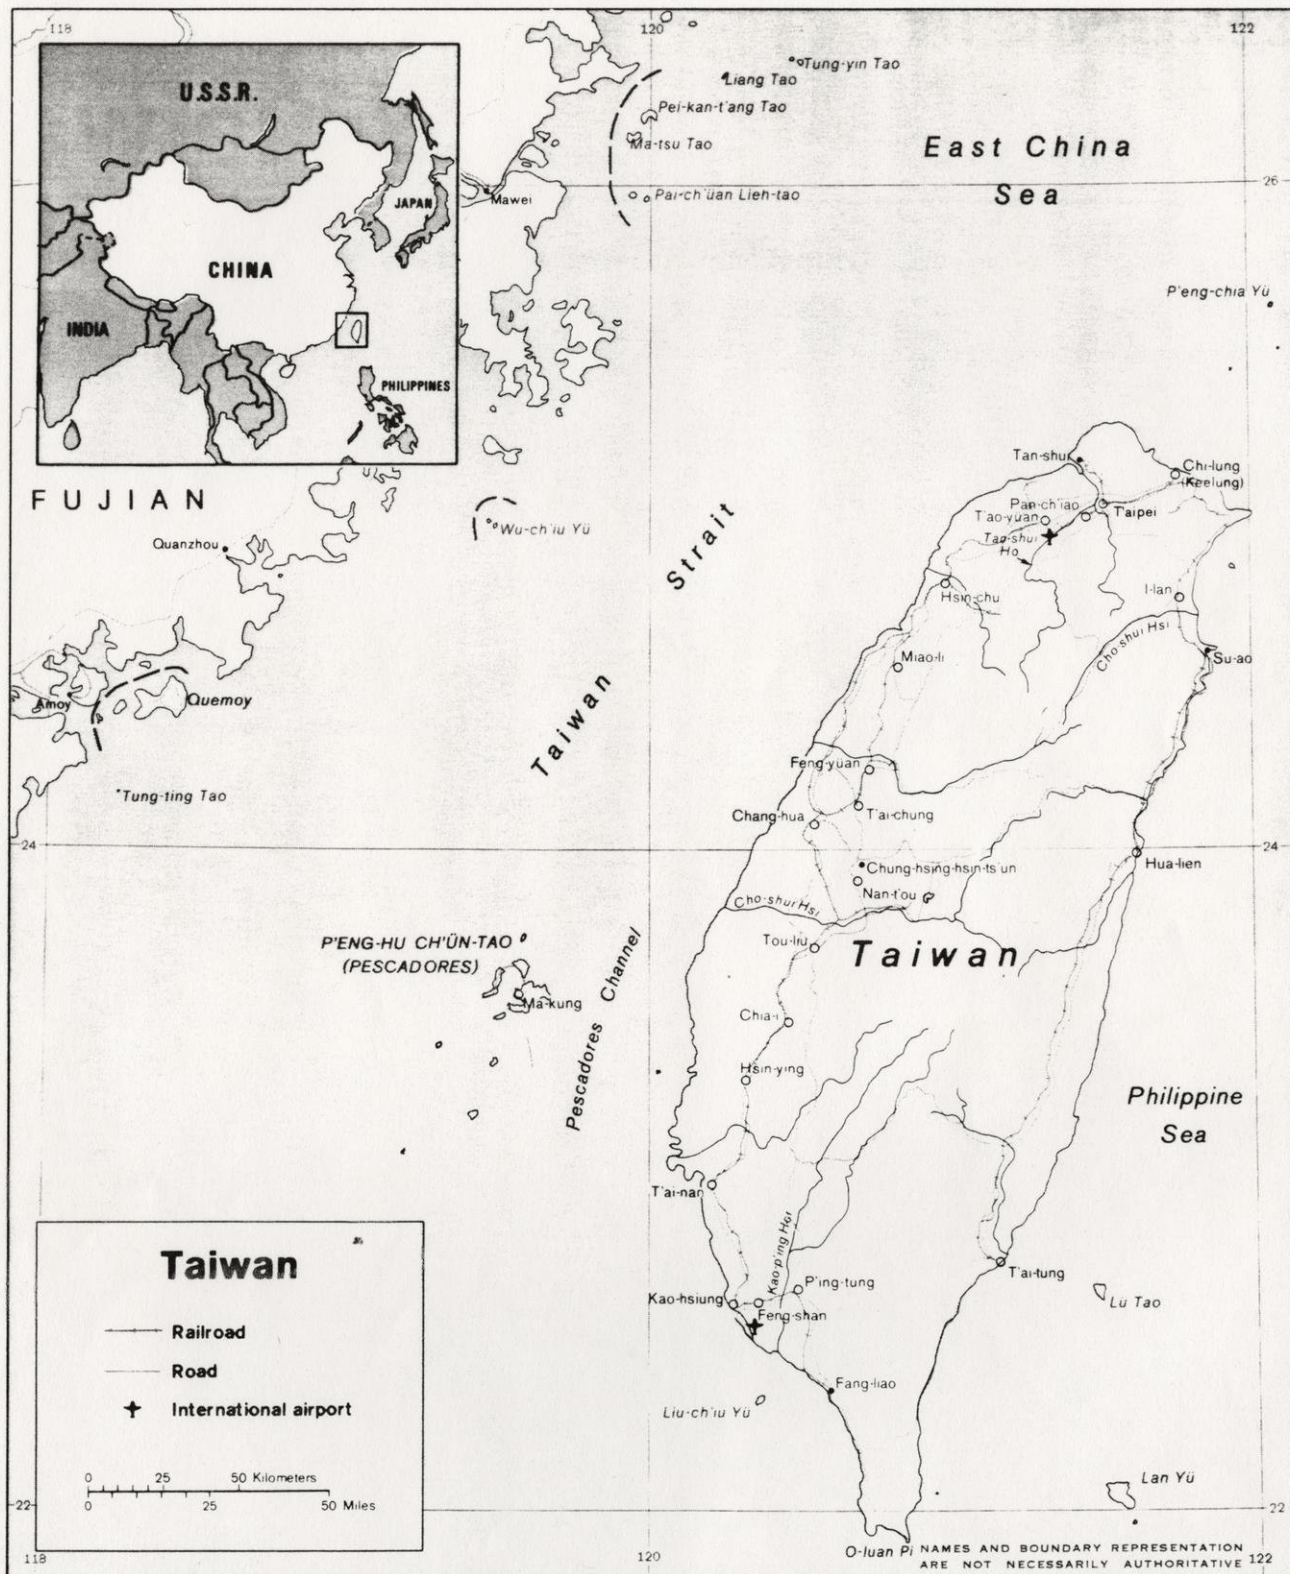 118
120
122
U.S.S.R.
JAPAN
CHINA
INDIA
PHILIPPINES
Tung-yin Tao
Liang Tao
Pei-kan-t'ang Tao
Ma-tsu Tao
East China
Sea
26
Mawei
Pai-ch'üan Lieh-tao
P'eng-chia Yü
FUJIAN
Quanzhou
Wu-ch'iu Yü
Strait
Taiwan
Tan-shui
Chi-lung
(Keelung)
Pan-ch'iao
T'aipei
T'ao-yüan
Tan-shui
Ho
Hsin-chu
I-lan
Cho-shui Hsi
Miao-li
Su-ao
Amoy
Quemoy
Tung-ting Tao
Feng-yüan
T'ai-chung
Chang-hua
24
24
Hua-lien
Chung-hsing-hsin-ts'un
Nan-t'ou
Cho-shui Hsi
Tou-liu
Taiwan
P'ENG-HU CH'ÜN-TAO
(PESCADORES)
Ma-kung
Pescadores Channel
Chia-i
Hsin-ying
Philippine
Sea
T'ai-nan
Kao-p'ing Hsi
P'ing-tung
T'ai-tung
Lü Tao
Kao-hsiung
Feng-shan
Fang-liao
Liu-ch'iu Yü
Lan Yü
Taiwan
Railroad
Road
International airport
0 25 50 Kilometers
0 25 50 Miles
22
22
O-luan Pi
NAMES AND BOUNDARY REPRESENTATION
ARE NOT NECESSARILY AUTHORITATIVE
118
120
122